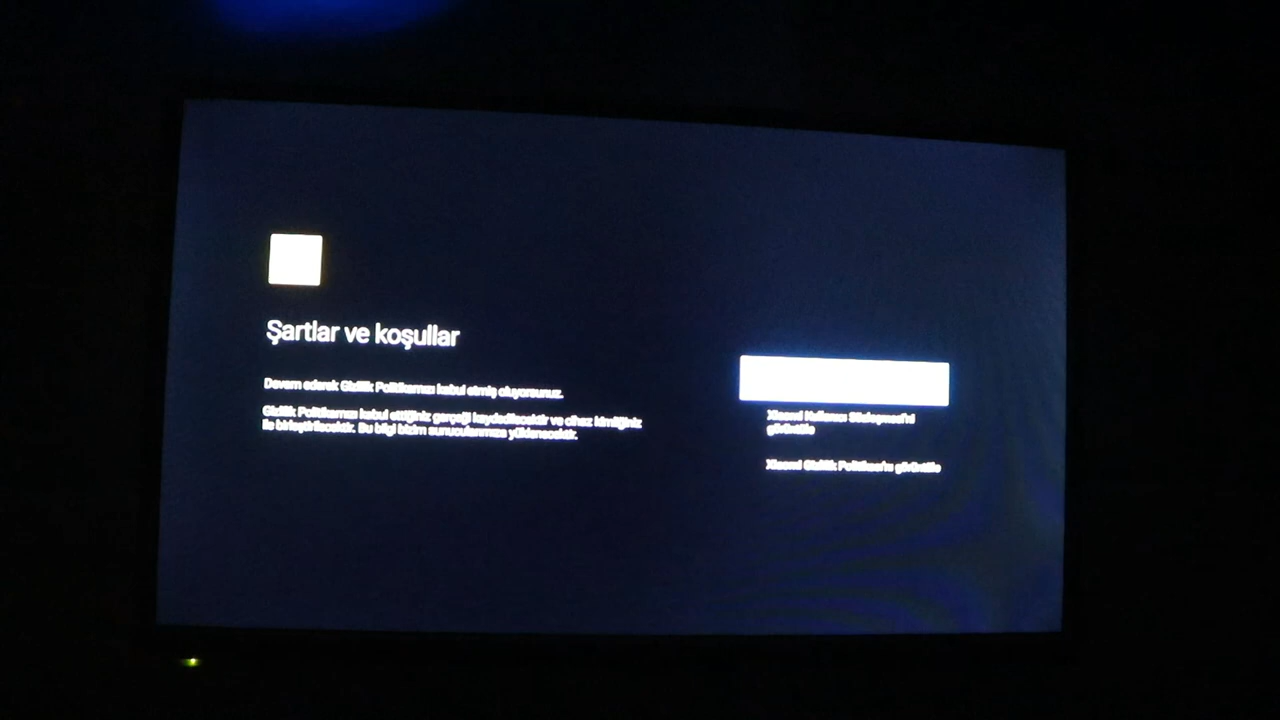 Şartlar ve koşullar
Devam ederek Gizlilik Politikamızı kabul etmiş oluyorsunuz.
Gizlilik Politikamızı kabul ettiğiniz gerçeği kaydedilecektir ve cihaz kimliğiniz
ile birleştirilecektir. Bu bilgi bizim sunucularımıza yüklenecektir.
Xiaomi Kullanıcı Sözleşmesi'ni
görüntüle
Xiaomi Gizlilik Politikası'nı görüntüle